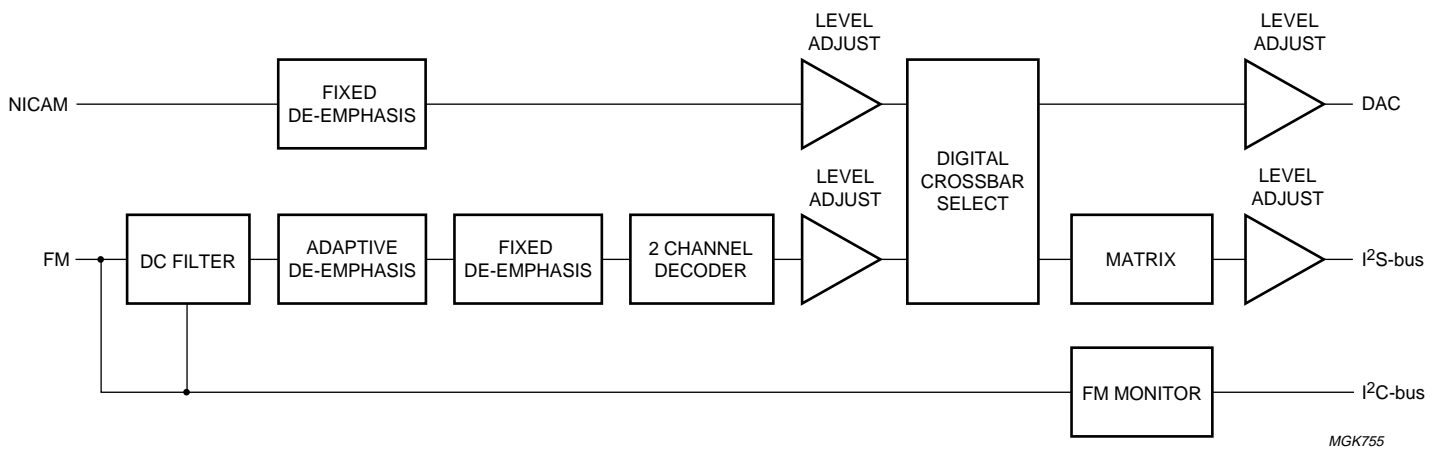 LEVEL
ADJUST
LEVEL
ADJUST
NICAM
FIXED
DE-EMPHASIS
DAC
DIGITAL
CROSSBAR
SELECT
LEVEL
ADJUST
LEVEL
ADJUST
FM
DC FILTER
ADAPTIVE
DE-EMPHASIS
FIXED
DE-EMPHASIS
2 CHANNEL
DECODER
MATRIX
I²S-bus
FM MONITOR
I²C-bus
MGK755